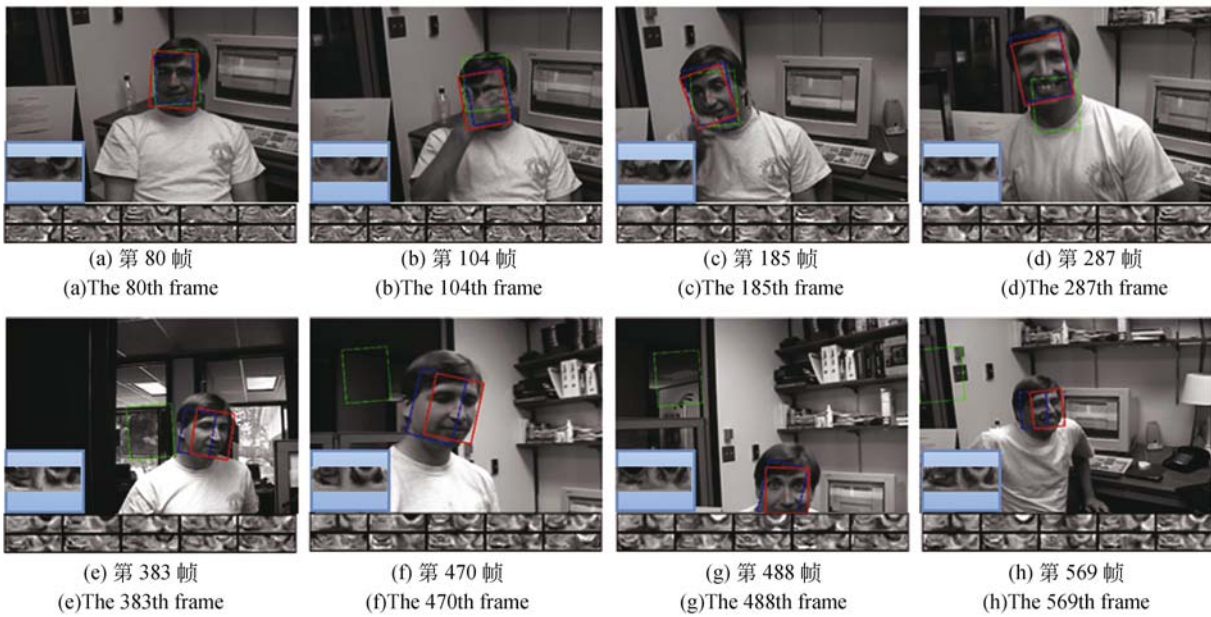 (a) 第 80 帧
(a)The 80th frame
(b) 第 104 帧
(b)The 104th frame
(c) 第 185 帧
(c)The 185th frame
(d) 第 287 帧
(d)The 287th frame
(e) 第 383 帧
(e)The 383th frame
(f) 第 470 帧
(f)The 470th frame
(g) 第 488 帧
(g)The 488th frame
(h) 第 569 帧
(h)The 569th frame